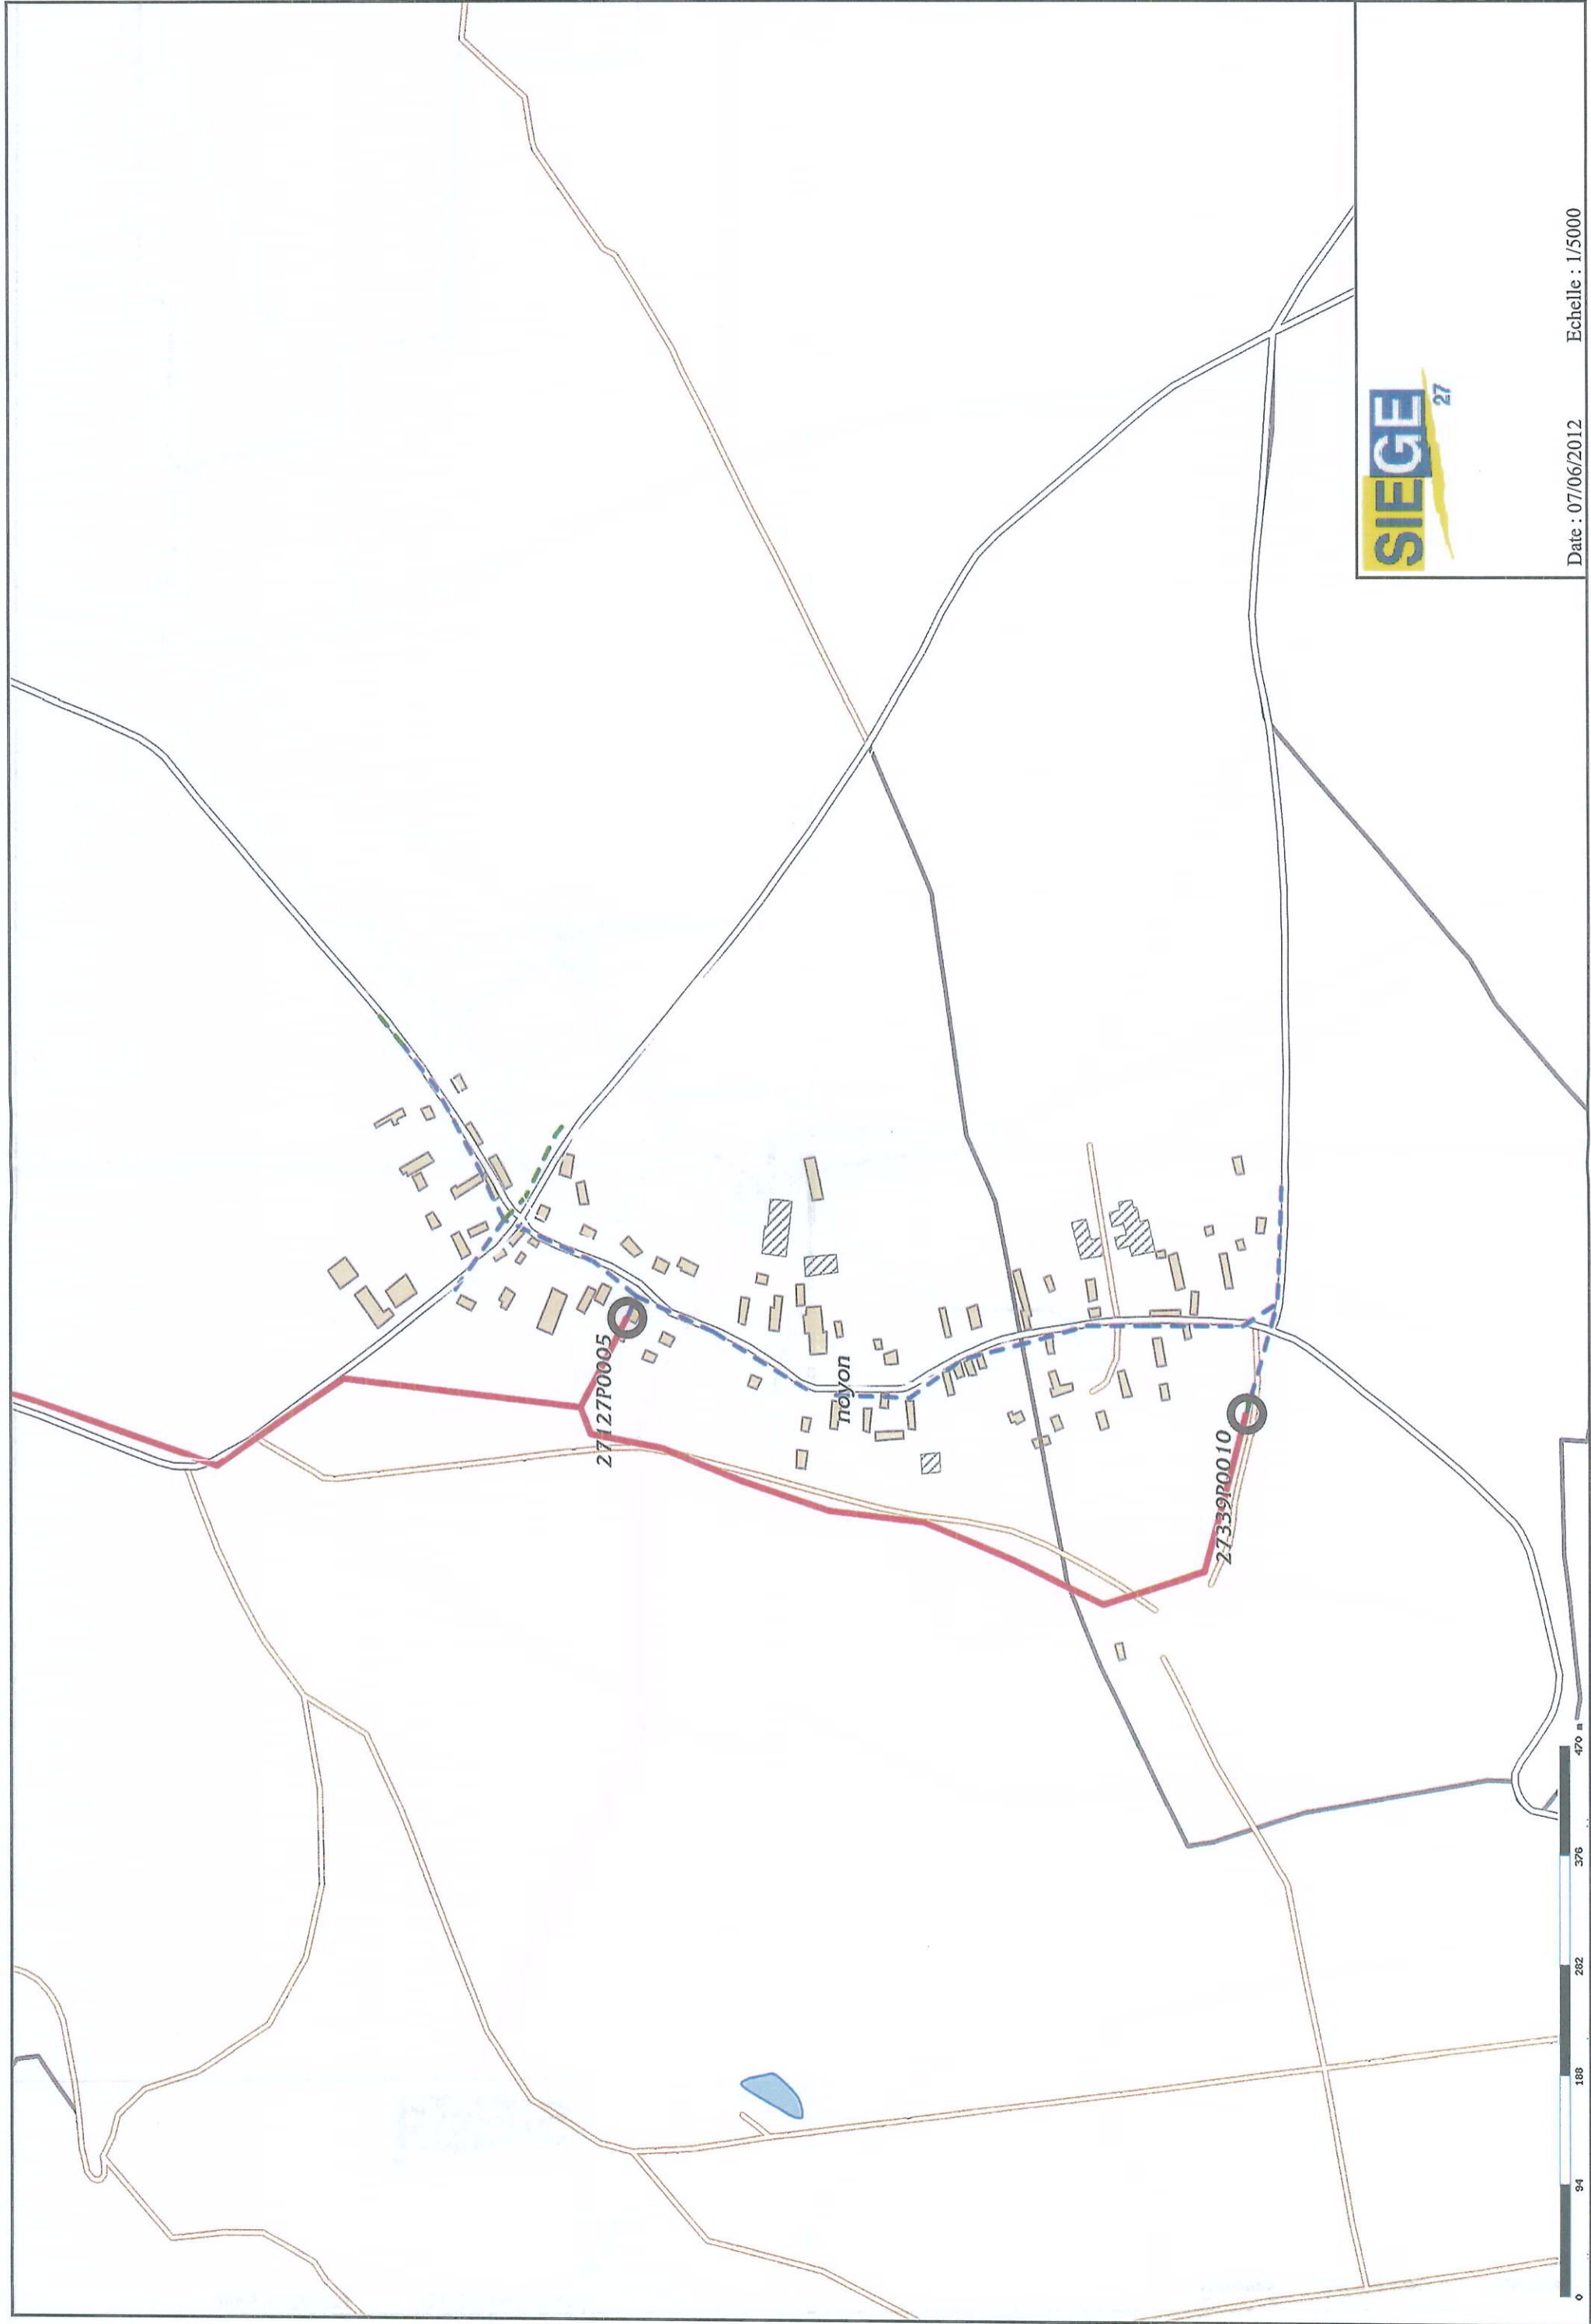 27127P0005
noyon
27339P0010
SIEGE
27
Date : 07/06/2012 Echelle : 1/5000
0 94 188 282 376 470 m